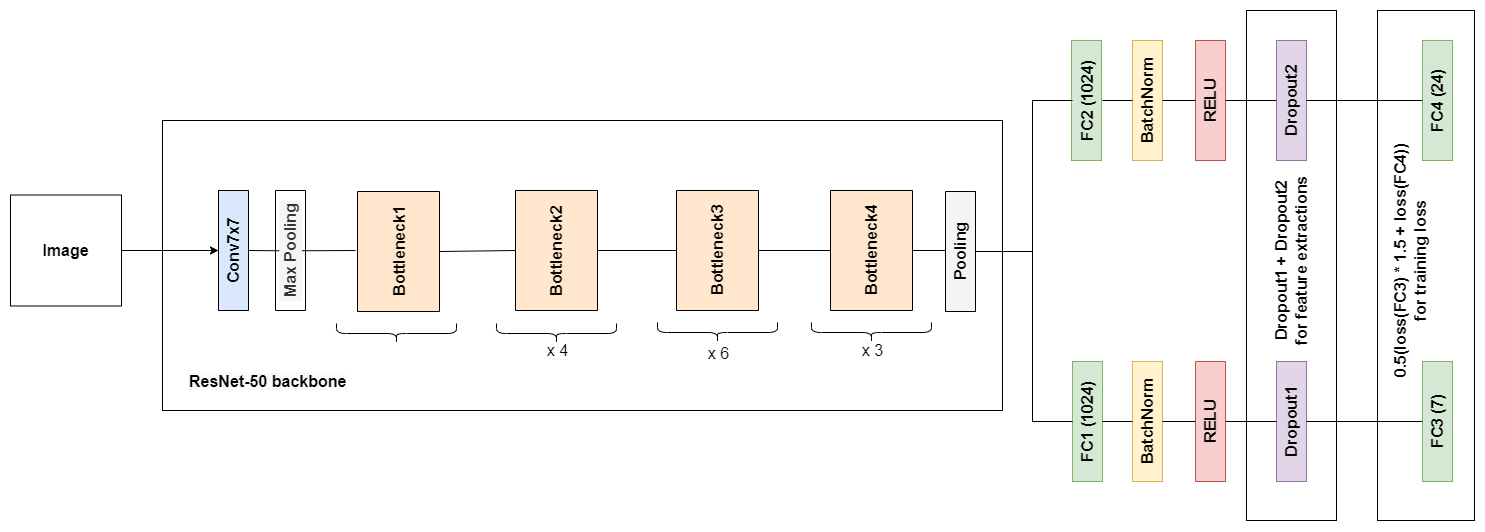 Image
Conv7x7
Max Pooling
Bottleneck1
Bottleneck2
x 4
Bottleneck3
x 6
Bottleneck4
x 3
Pooling
ResNet-50 backbone
FC2 (1024)
BatchNorm
RELU
Dropout2
FC4 (24)
Dropout1 + Dropout2
for feature extractions
0.5(loss(FC3) * 1.5 + loss(FC4))
for training loss
FC1 (1024)
BatchNorm
RELU
Dropout1
FC3 (7)